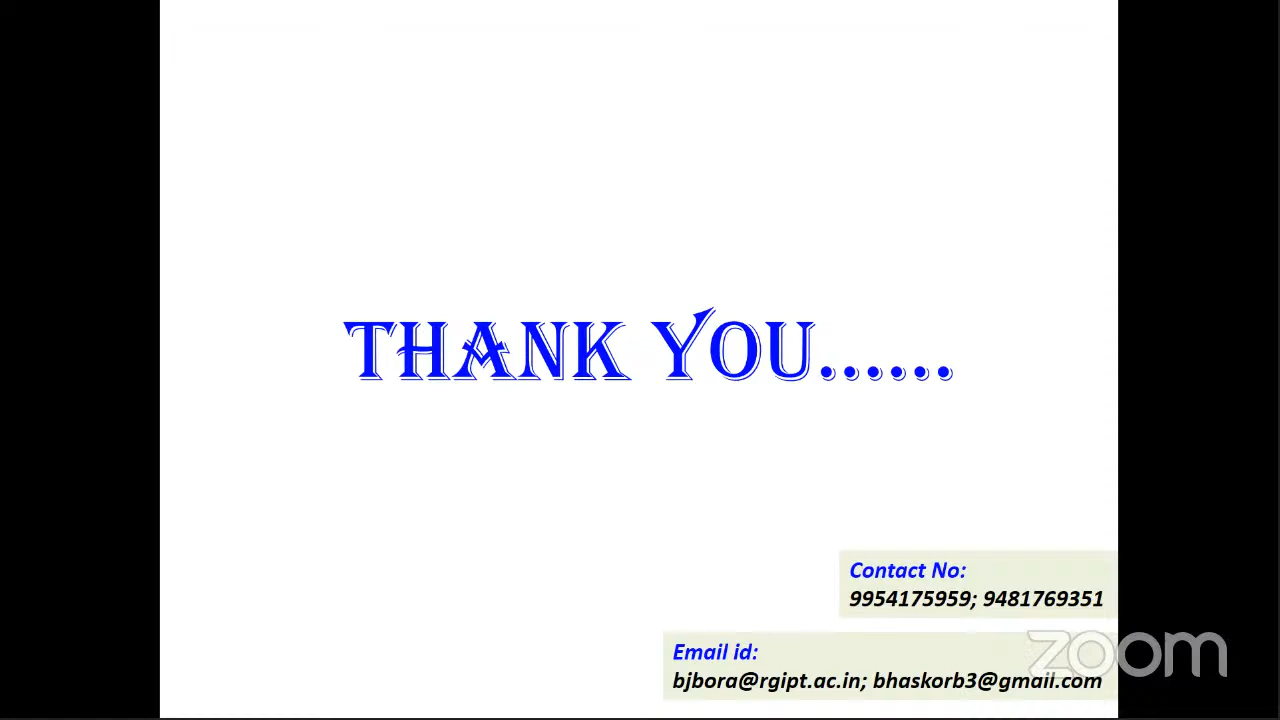 THANK YOU......
Contact No:
9954175959; 9481769351
Email id:
bjbora@rgipt.ac.in; bhaskorb3@gmail.com
zoom